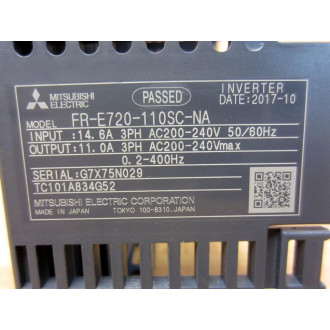 MITSUBISHI
ELECTRIC
PASSED
INVERTER
DATE:2017-10
MODEL FR-E720-110SC-NA
INPUT :14.6A 3PH AC200-240V 50/60Hz
OUTPUT:11.0A 3PH AC200-240Vmax
0.2-400Hz
SERIAL:G7X75N029
TC101A834G52
MITSUBISHI ELECTRIC CORPORATION
MADE IN JAPAN TOKYO 100-8310, JAPAN